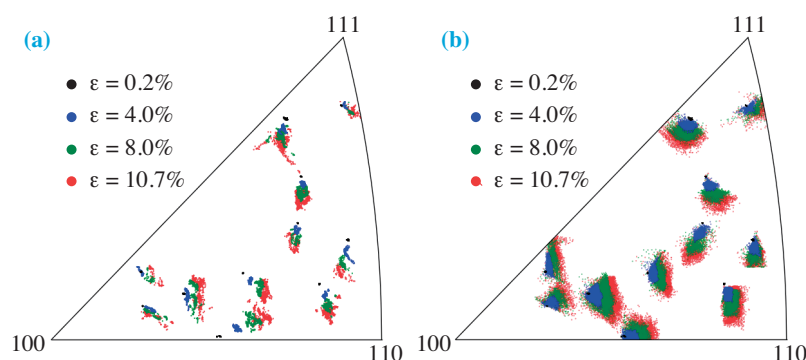 (a)
111
ε = 0.2%
ε = 4.0%
ε = 8.0%
ε = 10.7%
100
110
(b)
111
ε = 0.2%
ε = 4.0%
ε = 8.0%
ε = 10.7%
100
110